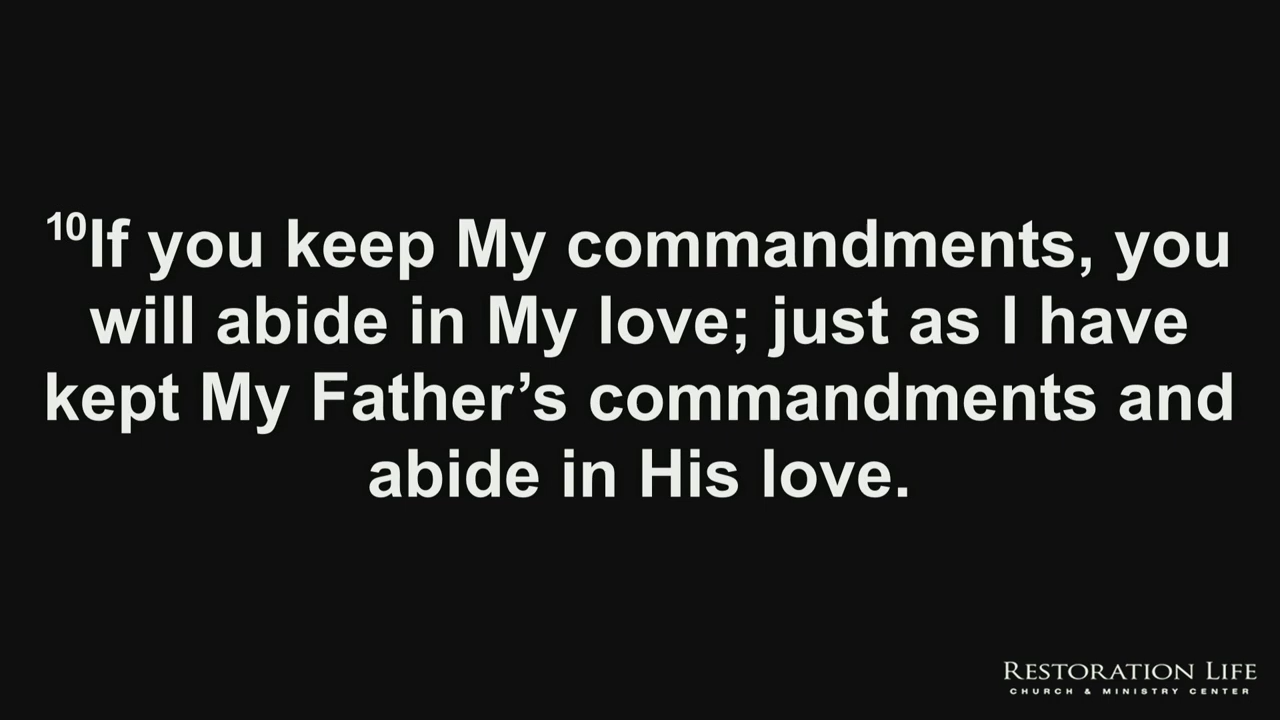 10If you keep My commandments, you
will abide in My love; just as I have
kept My Father’s commandments and
abide in His love.
RESTORATION LIFE
CHURCH & MINISTRY CENTER